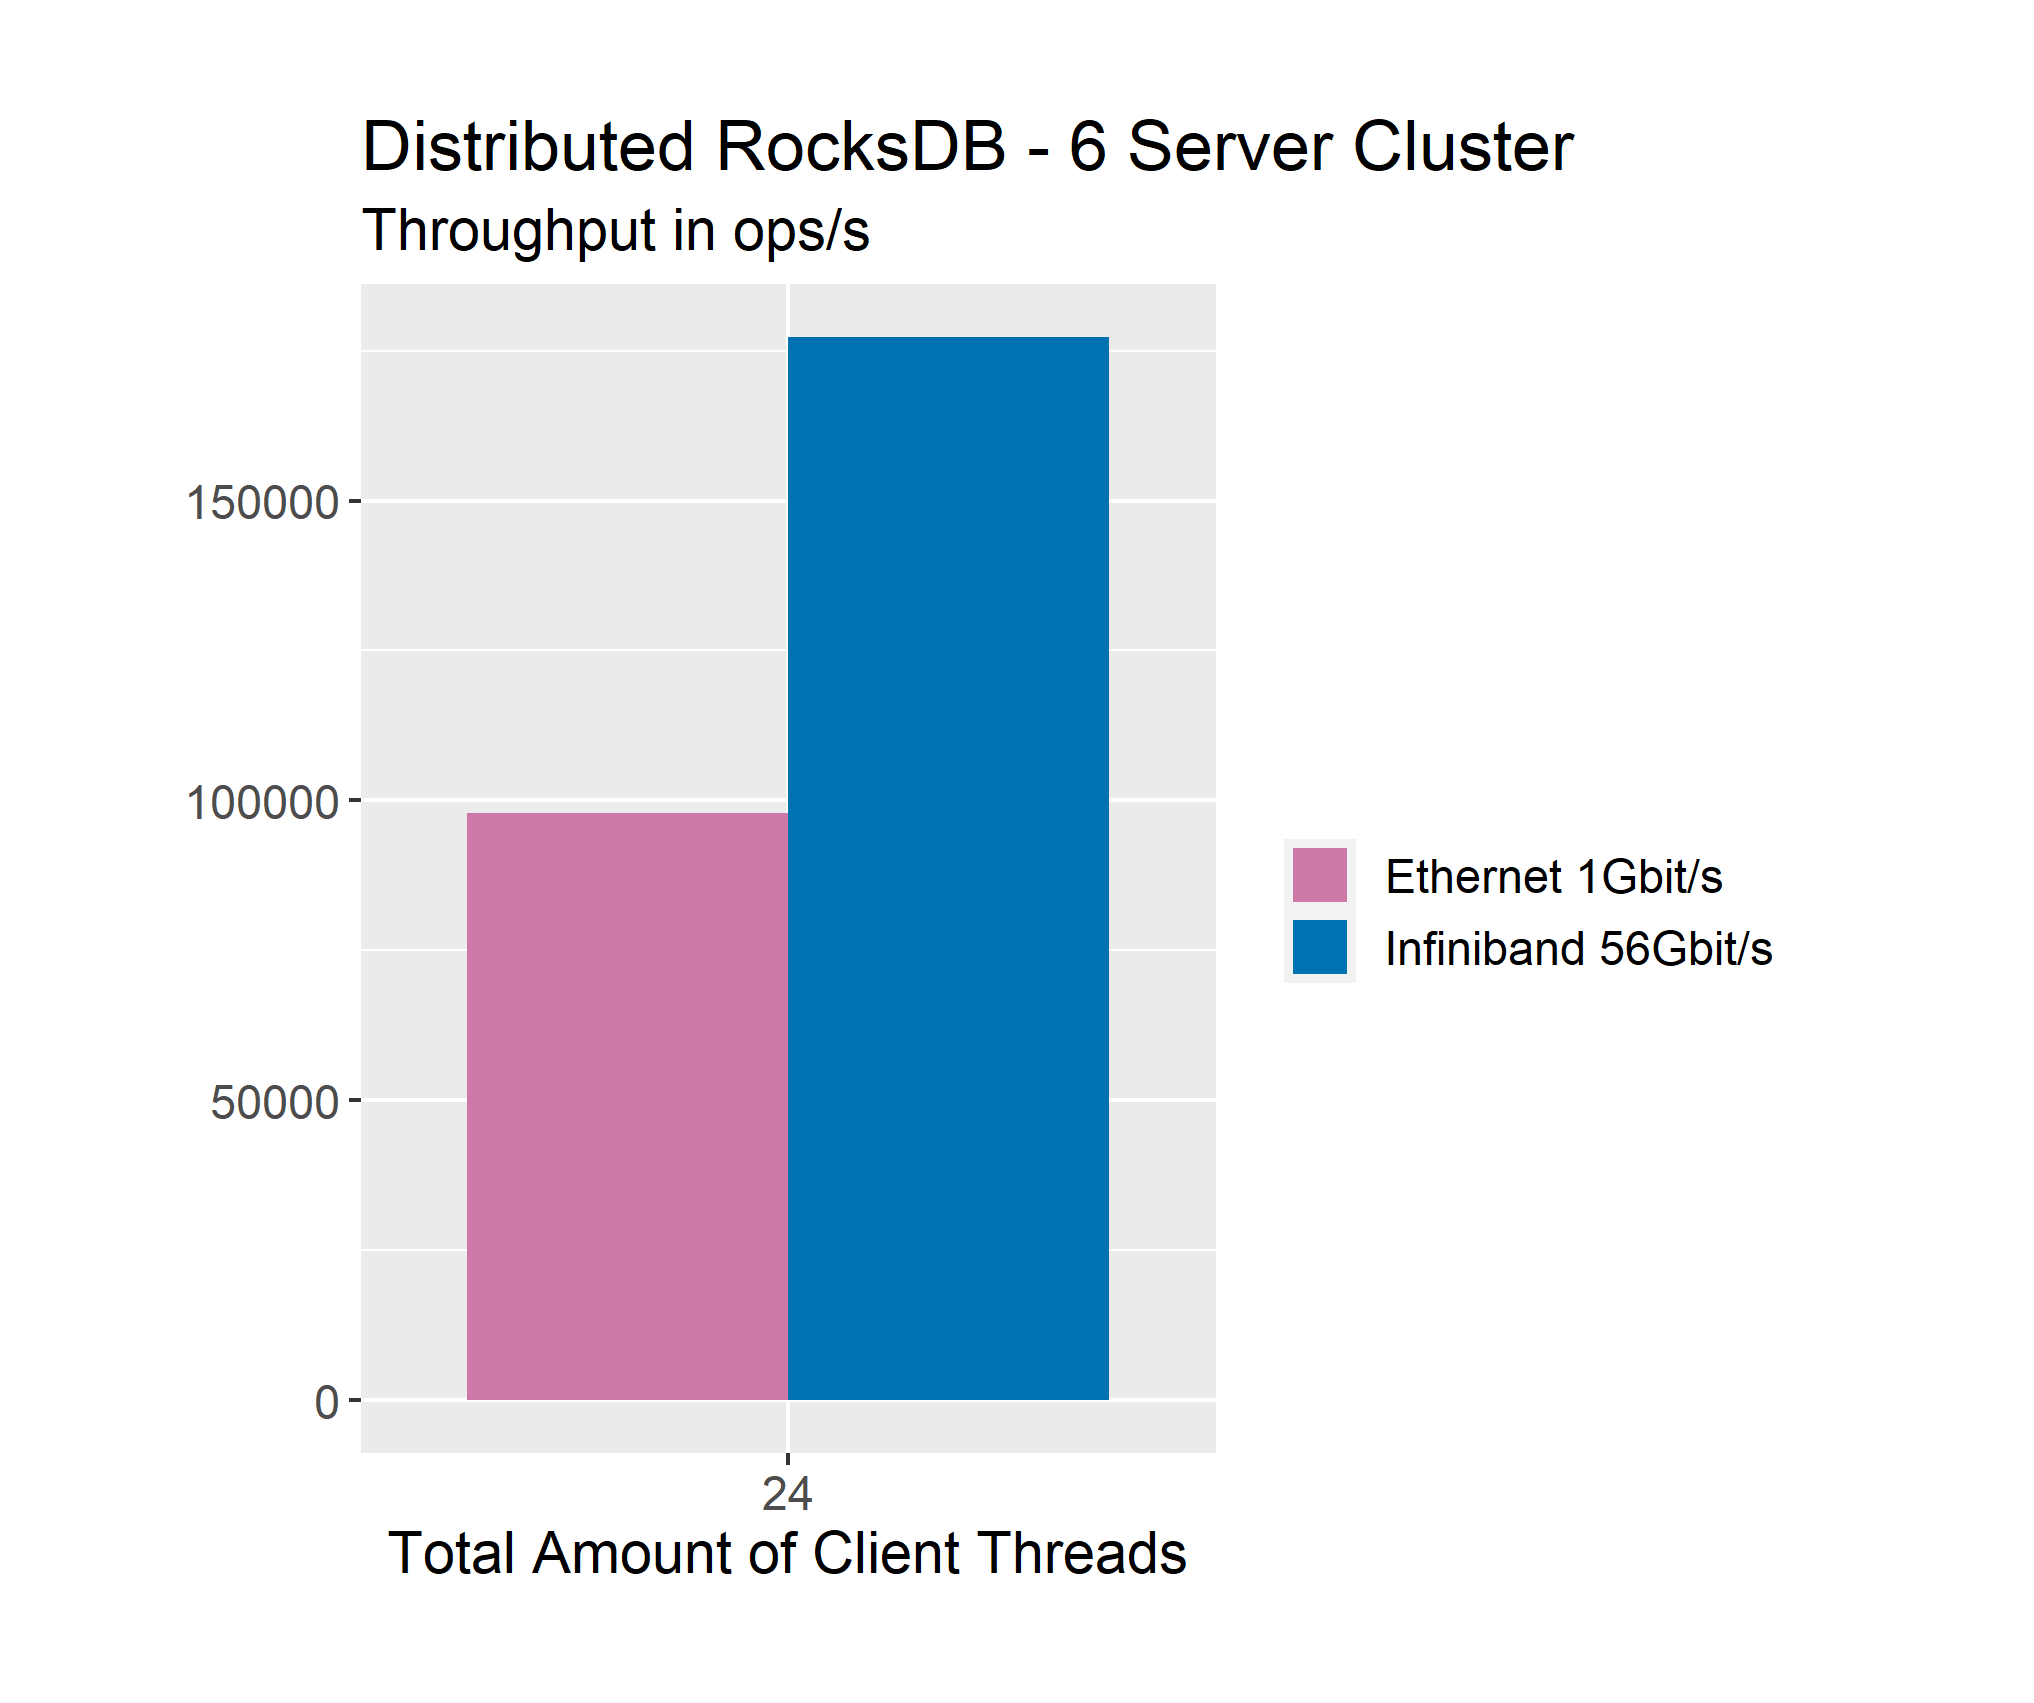 Distributed RocksDB - 6 Server Cluster
Throughput in ops/s
150000
100000
50000
0
24
Total Amount of Client Threads
Ethernet 1Gbit/s
Infiniband 56Gbit/s